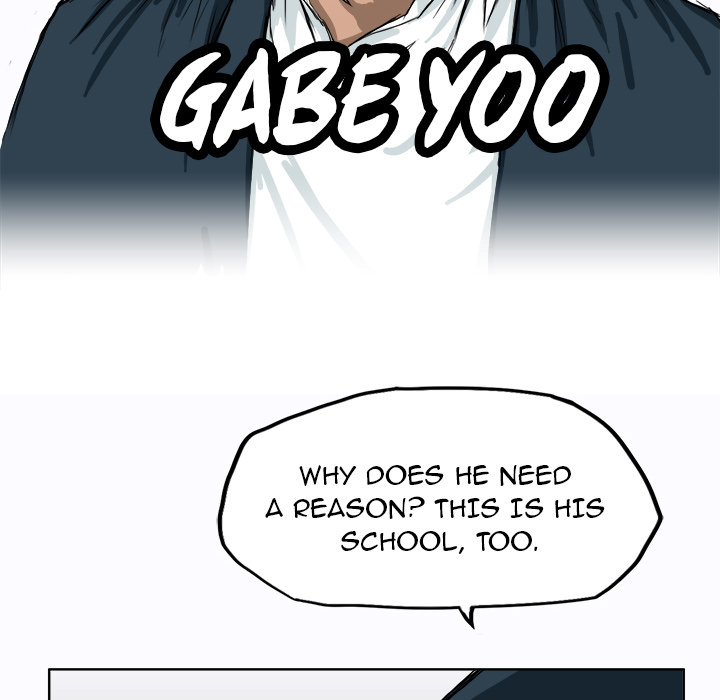 GABE YOO
WHY DOES HE NEED
A REASON? THIS IS HIS
SCHOOL, TOO.